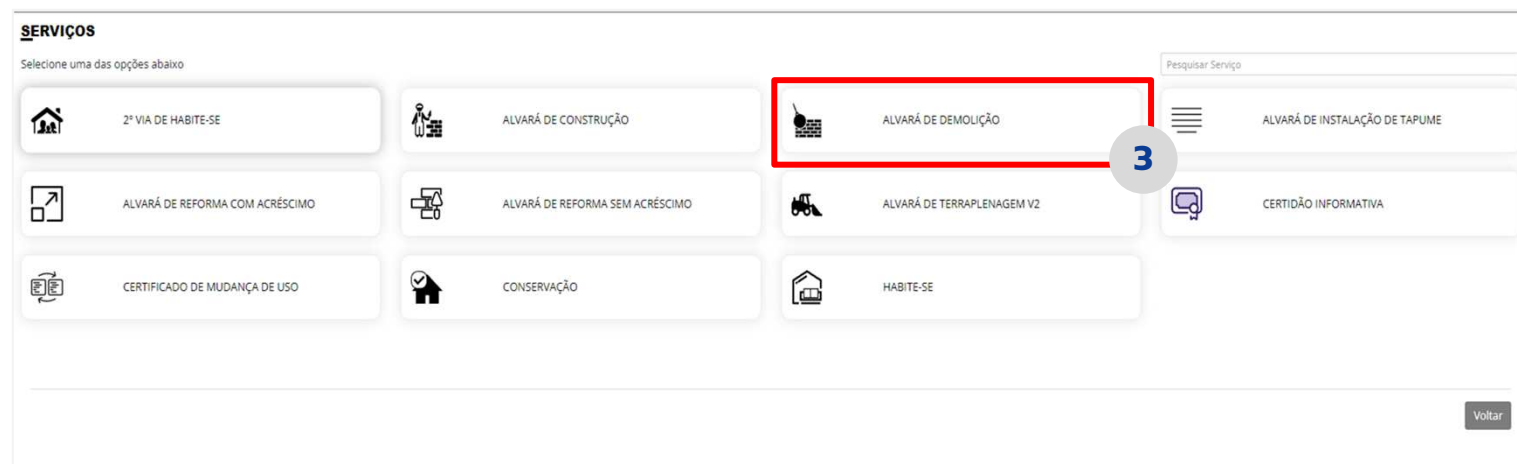 SERVIÇOS
Selecione uma das opções abaixo
Pesquisar Serviço
2ª VIA DE HABITE-SE
ALVARÁ DE CONSTRUÇÃO
ALVARÁ DE DEMOLIÇÃO
ALVARÁ DE INSTALAÇÃO DE TAPUME
3
ALVARÁ DE REFORMA COM ACRÉSCIMO
ALVARÁ DE REFORMA SEM ACRÉSCIMO
ALVARÁ DE TERRAPLENAGEM V2
CERTIDÃO INFORMATIVA
CERTIFICADO DE MUDANÇA DE USO
CONSERVAÇÃO
HABITE-SE
Voltar